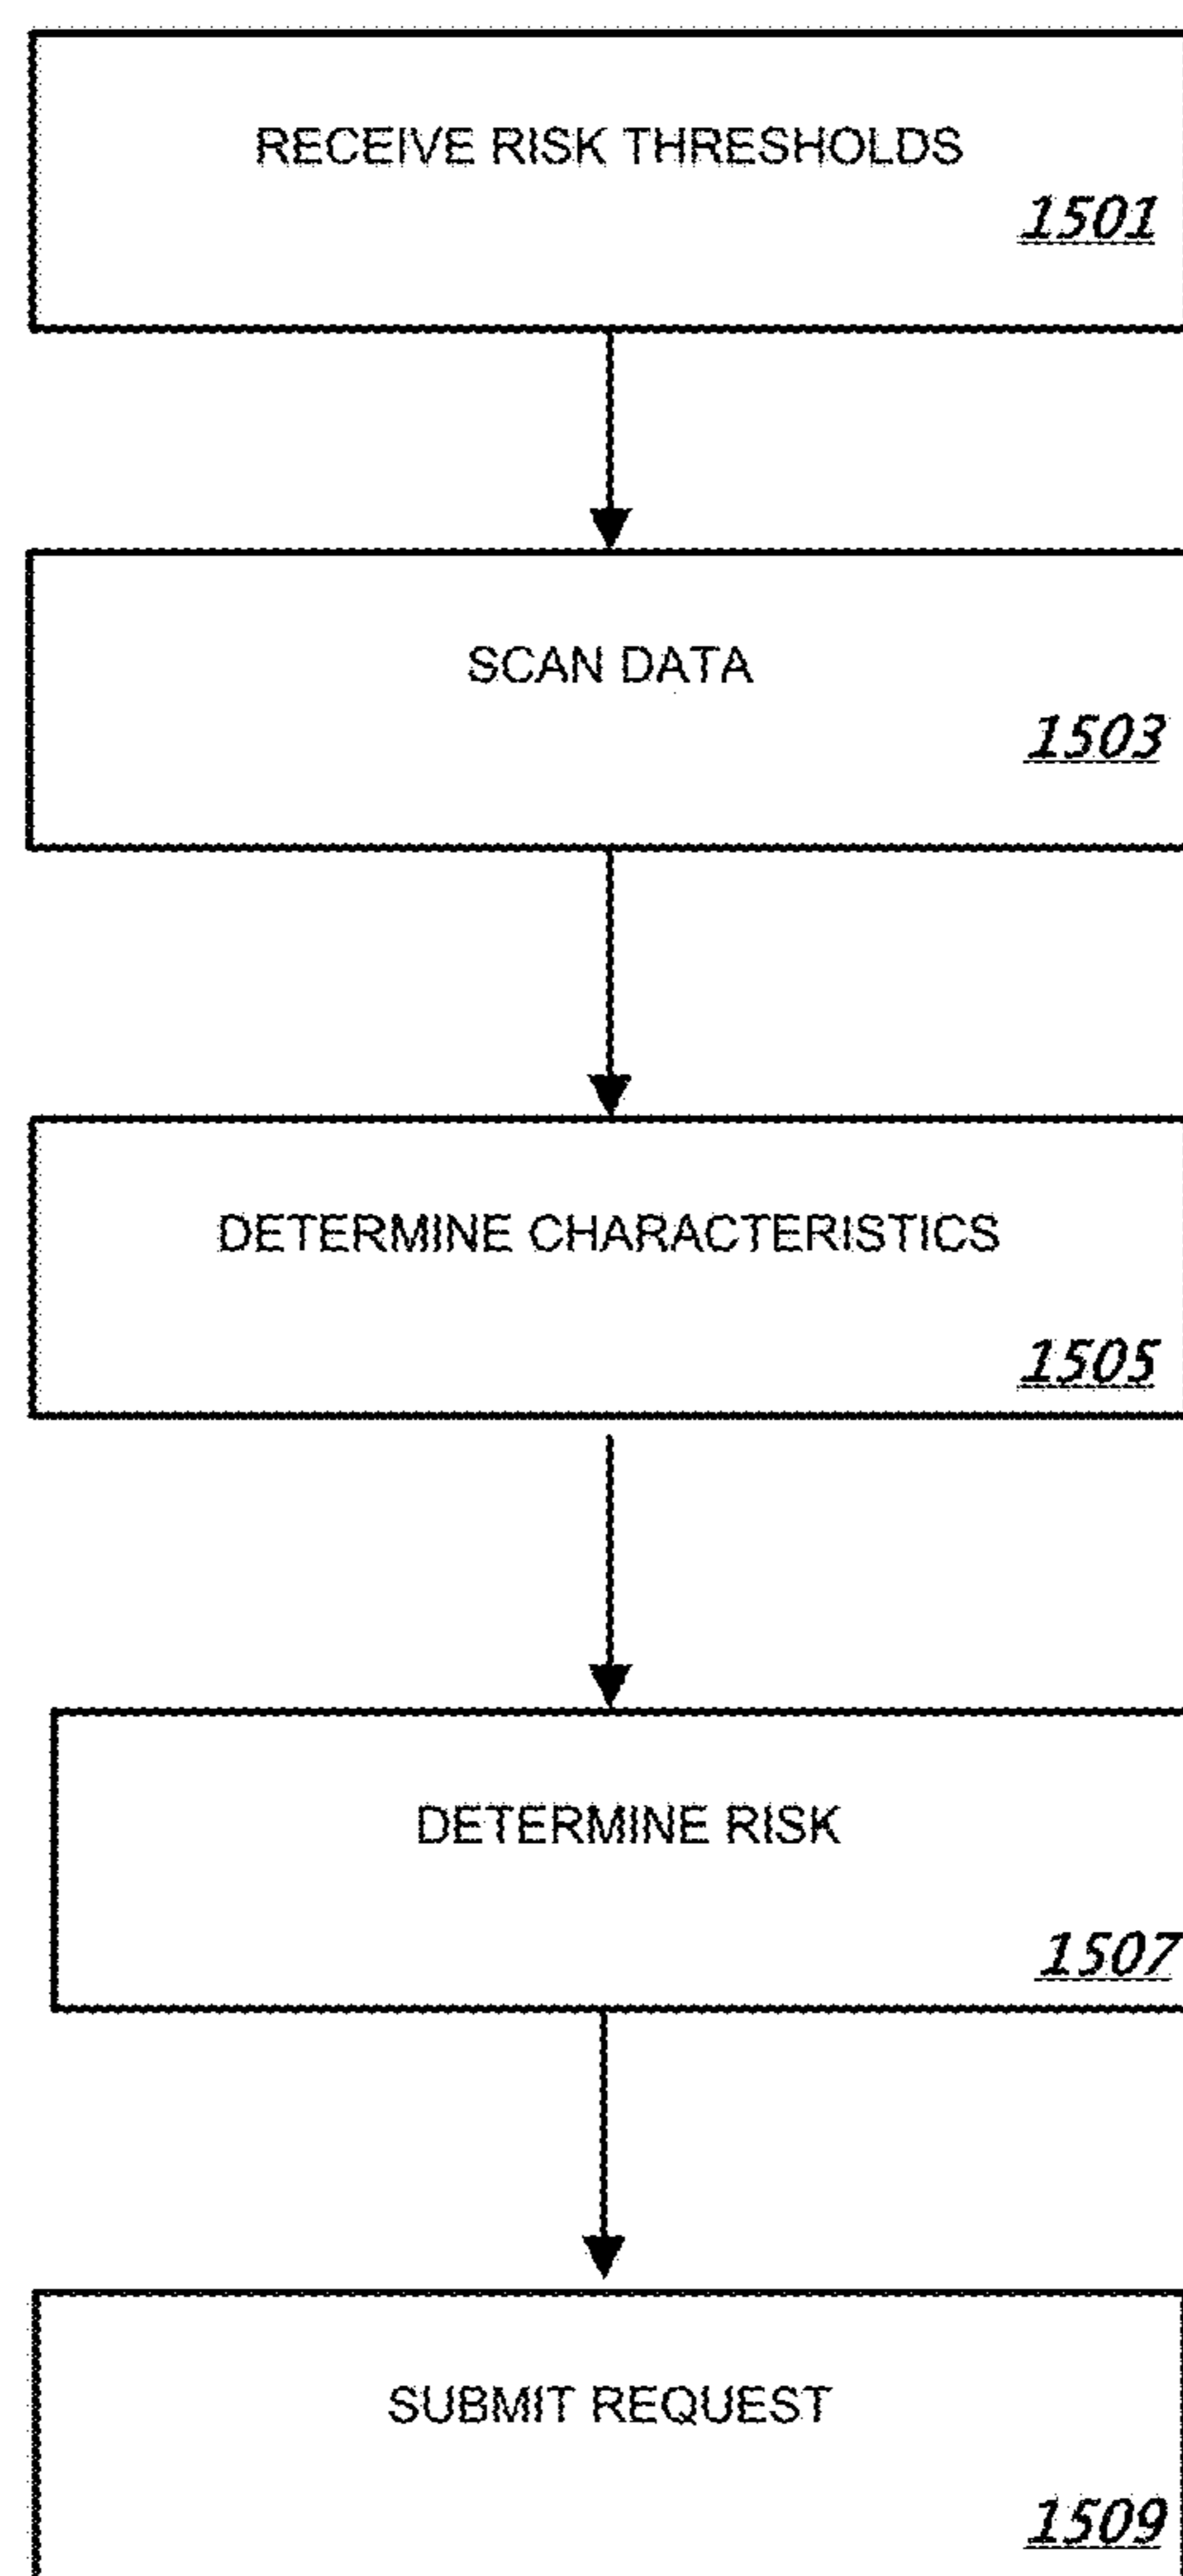 RECEIVE RISK THRESHOLDS
1501
SCAN DATA
1503
DETERMINE CHARACTERISTICS
1505
DETERMINE RISK
1507
SUBMIT REQUEST
1509